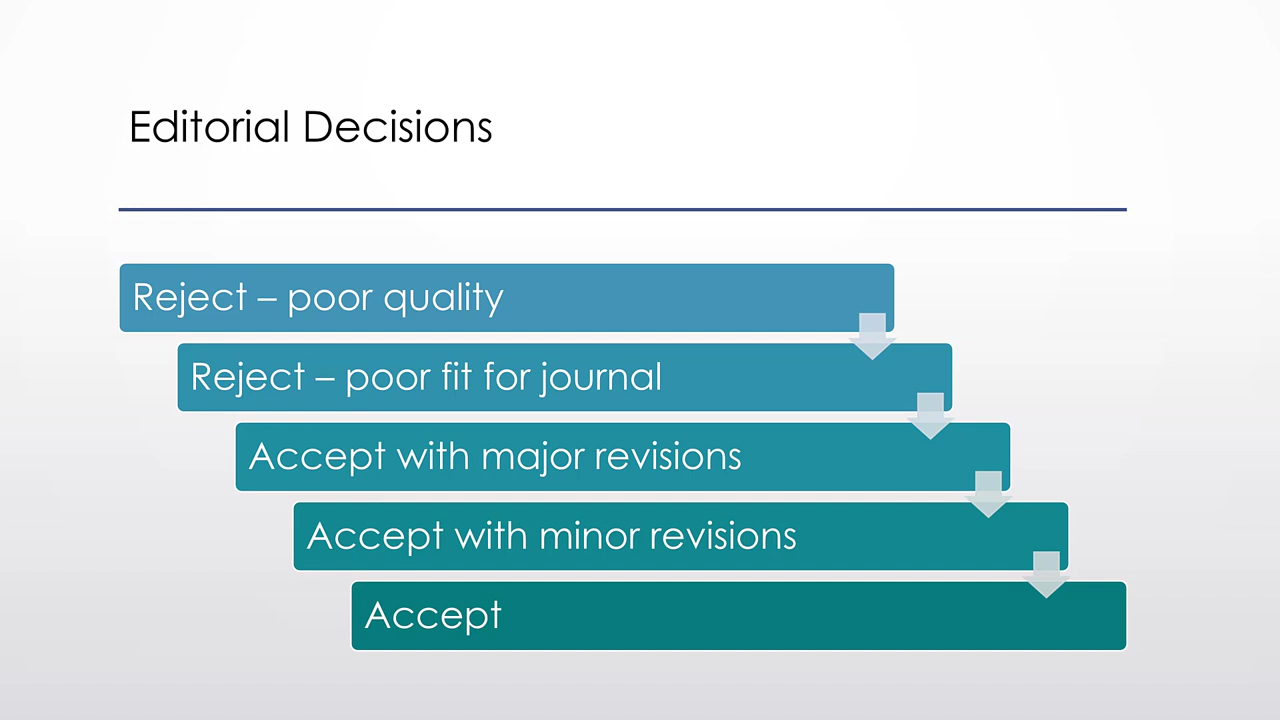 Editorial Decisions
Reject – poor quality
Reject – poor fit for journal
Accept with major revisions
Accept with minor revisions
Accept